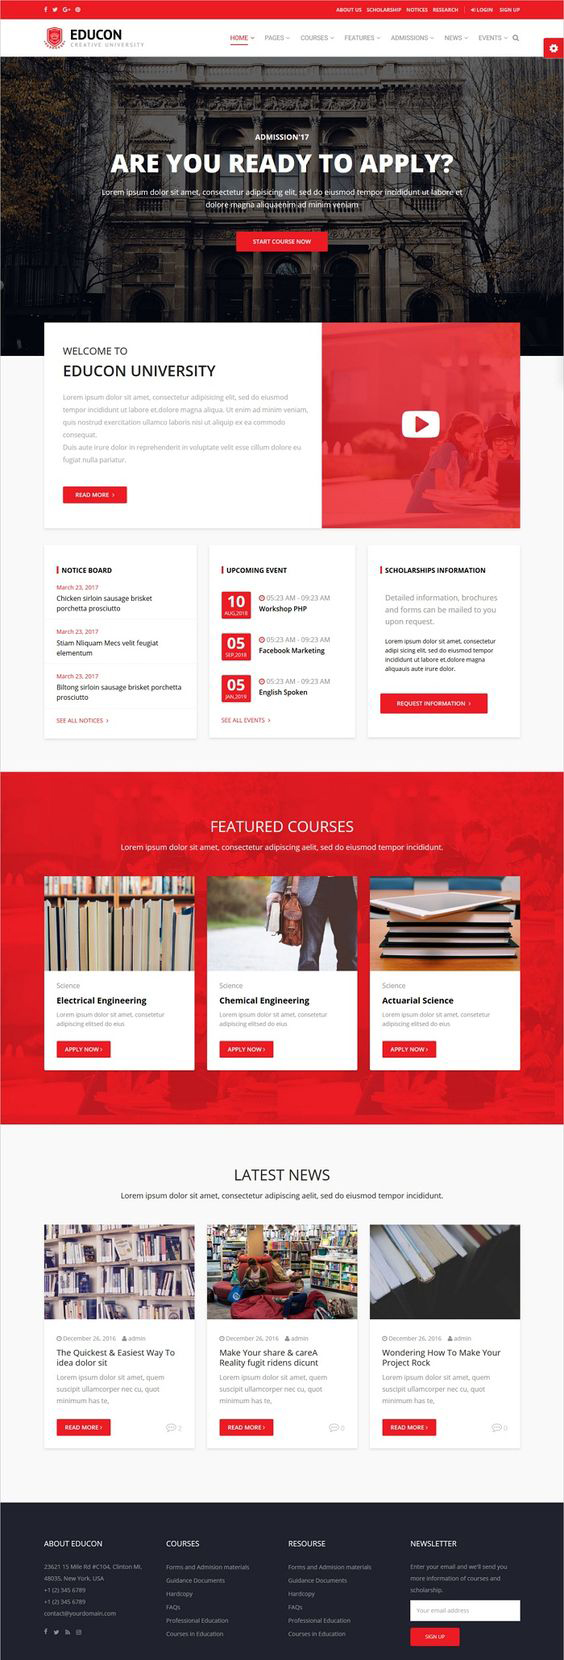 ABOUT US SCHOLARSHIP NOTICES RESEARCH LOGIN SIGN UP
EDUCON
CREATIVE UNIVERSITY
HOME PAGES COURSES FEATURES ADMISSIONS NEWS EVENTS
ADMISSION'17
ARE YOU READY TO APPLY?
Lorem ipsum dolor sit amet, consectetur adipisicing elit, sed do eiusmod tempor incididunt ut labore et
dolore magna aliquaenim ad minim veniam
START COURSE NOW
WELCOME TO
EDUCON UNIVERSITY
Lorem ipsum dolor sit amet, consectetur adipisicing elit, sed do eiusmod
tempor incididunt ut labore et.dolore magna aliqua. Ut enim ad minim veniam,
quis nostrud exercitation ullamco laboris nisi ut aliquip ex ea commodo
consequat.
Duis aute irure dolor in reprehenderit in voluptate velit esse cillum dolore eu
fugiat nulla pariatur.
READ MORE >
NOTICE BOARD
March 23, 2017
Chicken sirloin sausage brisket
porchetta prosciutto
March 23, 2017
Stiam Nliquam Mecs velit feugiat
elementum
March 23, 2017
Biltong sirloin sausage brisket porchetta
prosciutto
SEE ALL NOTICES >
UPCOMING EVENT
10
AUG,2018
05:23 AM - 09:23 AM
Workshop PHP
05
SEP,2018
05:23 AM - 09:23 AM
Facebook Marketing
05
JAN,2019
05:23 AM - 09:23 AM
English Spoken
SEE ALL EVENTS >
SCHOLARSHIPS INFORMATION
Detailed information, brochures
and forms can be mailed to you
upon request.
Lorem ipsum dolor sit amet, consectetur
adipisicing elit, sed do eiusmod tempor
incididunt ut labore et.dolore magna
aliquauis aute irure dolor.
REQUEST INFORMATION >
FEATURED COURSES
Lorem ipsum dolor sit amet, consectetur adipiscing aelit, sed do eiusmod tempor incididunt.
Science
Electrical Engineering
Lorem ipsum dolor sit amet, consetetur
adipiscing elitsed do eius
APPLY NOW >
Science
Chemical Engineering
Lorem ipsum dolor sit amet, consetetur
adipiscing elitsed do eius
APPLY NOW >
Science
Actuarial Science
Lorem ipsum dolor sit amet, consetetur
adipiscing elitsed do eius
APPLY NOW >
LATEST NEWS
Lorem ipsum dolor sit amet, consectetur adipiscing aelit, sed do eiusmod tempor incididunt.
December 26, 2016 admin
The Quickest & Easiest Way To
idea dolor sit
Lorem ipsum dolor sit amet, quem
suscipit ullamcorper nec cu, quot
minimum has te,
READ MORE > 2
December 26, 2016 admin
Make Your share & careA
Reality fugit ridens dicunt
Lorem ipsum dolor sit amet, quem
suscipit ullamcorper nec cu, quot
minimum has te,
READ MORE > 0
December 26, 2016 admin
Wondering How To Make Your
Project Rock
Lorem ipsum dolor sit amet, quem
suscipit ullamcorper nec cu, quot
minimum has te,
READ MORE > 0
ABOUT EDUCON
23621 15 Mile Rd #C104, Clinton MI,
48035, New York, USA
+1 (2) 345 6789
+1 (2) 345 6789
contact@yourdomain.com
COURSES
Forms and Admision materials
Guidance Documents
Hardcopy
FAQs
Professional Education
Courses in Education
RESOURSE
Forms and Admision materials
Guidance Documents
Hardcopy
FAQs
Professional Education
Courses in Education
NEWSLETTER
Enter your email and we'll send you
more information of courses and
scholarship.
Your email address
SIGN UP